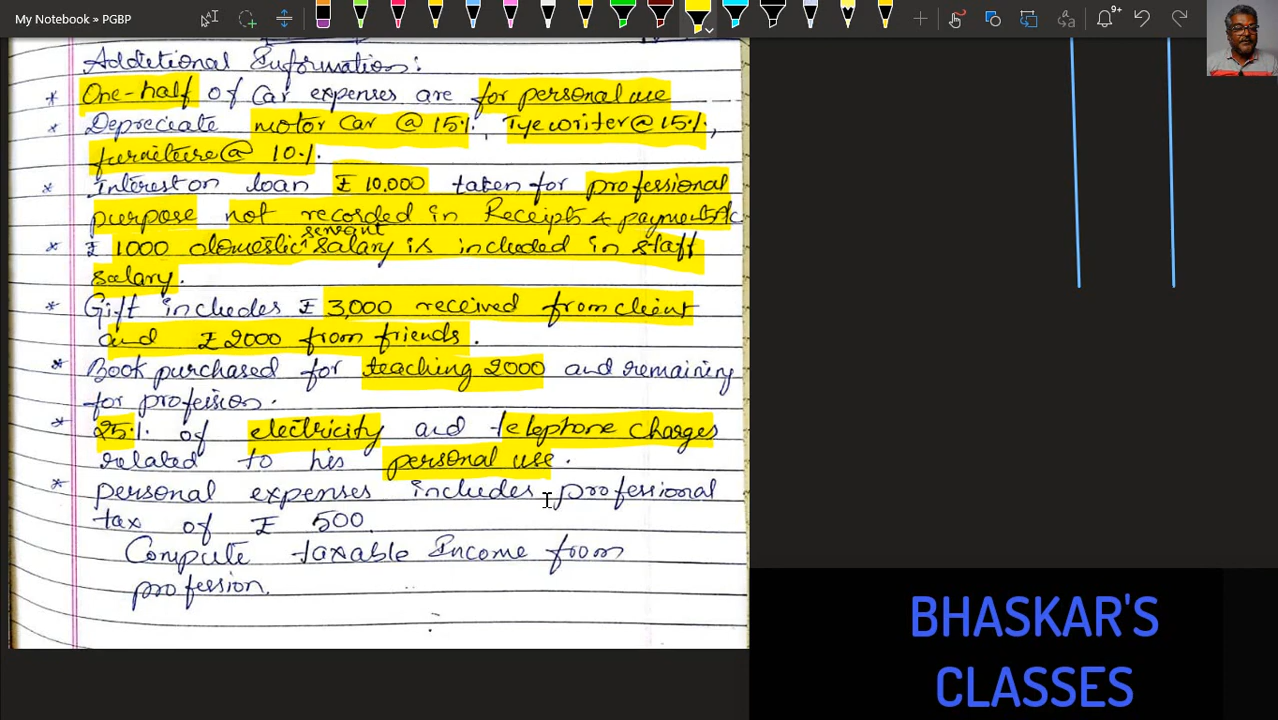 My Notebook » PGBP
9+
Additional Information:
* One-half of Car expenses are for personal use
* Depreciate motor Car @ 15%, Tyewriter @ 15%,
furniture @ 10%.
* Interest on loan ₹ 10,000 taken for professional
purpose not recorded in Receipts & payments A/c
servant
* ₹ 1000 domestic salary is included in staff
salary.
* Gift includes ₹ 3,000 received from client
and ₹ 2000 from friends.
* Book purchased for teaching 2000 and remaining
for profession.
* 25% of electricity and telephone charges
related to his personal use.
* personal expenses includes professional
tax of ₹ 500.
Compute taxable Income from
profession.
BHASKAR'S
CLASSES